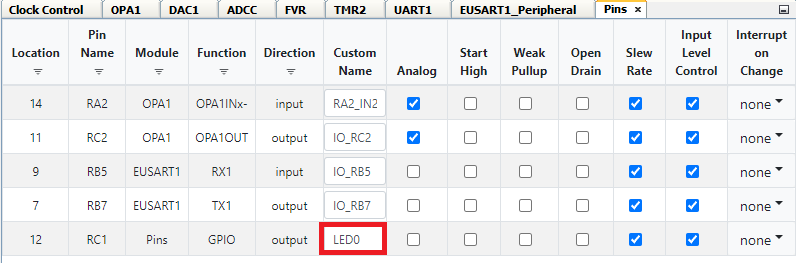 Clock Control OPA1 DAC1 ADCC FVR TMR2 UART1 EUSART1_Peripheral Pins ×
Location Pin Name Module Function Direction Custom Name Analog Start High Weak Pullup Open Drain Slew Rate Input Level Control Interrupt on Change
14 RA2 OPA1 OPA1INx- input RA2_IN2 none
11 RC2 OPA1 OPA1OUT output IO_RC2 none
9 RB5 EUSART1 RX1 input IO_RB5 none
7 RB7 EUSART1 TX1 output IO_RB7 none
12 RC1 Pins GPIO output LED0 none